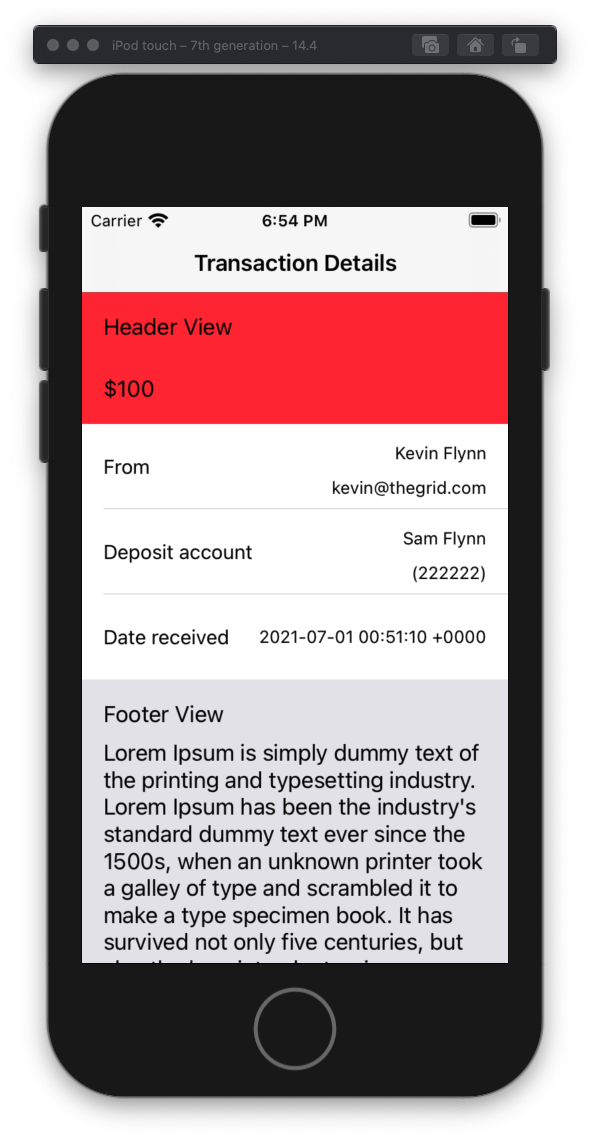 iPod touch – 7th generation – 14.4
Carrier 6:54 PM
Transaction Details
Header View
$100
Kevin Flynn
From
kevin@thegrid.com
Sam Flynn
Deposit account
(222222)
Date received 2021-07-01 00:51:10 +0000
Footer View
Lorem Ipsum is simply dummy text of
the printing and typesetting industry.
Lorem Ipsum has been the industry's
standard dummy text ever since the
1500s, when an unknown printer took
a galley of type and scrambled it to
make a type specimen book. It has
survived not only five centuries, but